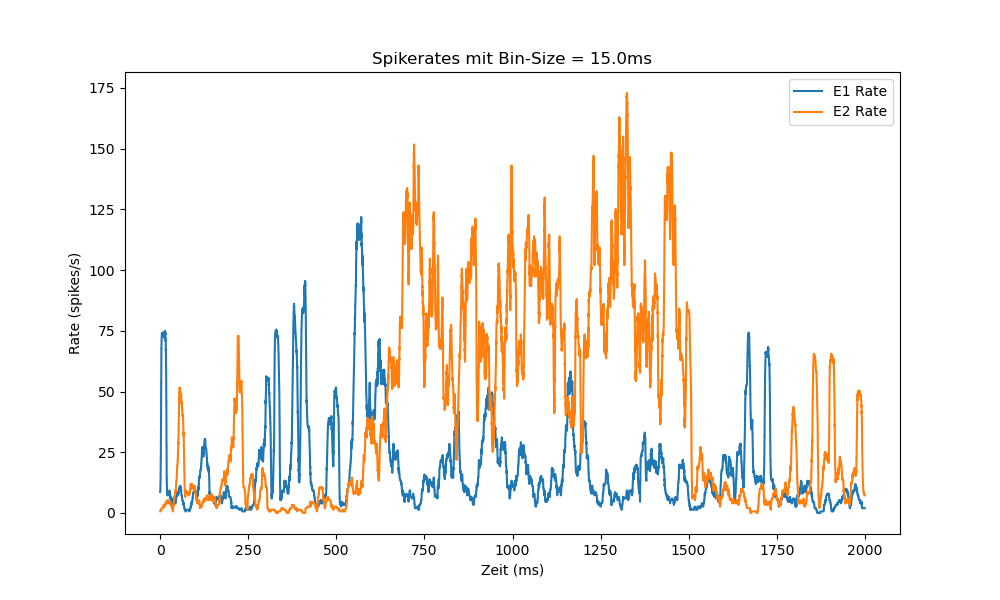 Spikerates mit Bin-Size = 15.0ms
E1 Rate
E2 Rate
175
150
125
100
75
50
25
0
Rate (spikes/s)
0 250 500 750 1000 1250 1500 1750 2000
Zeit (ms)